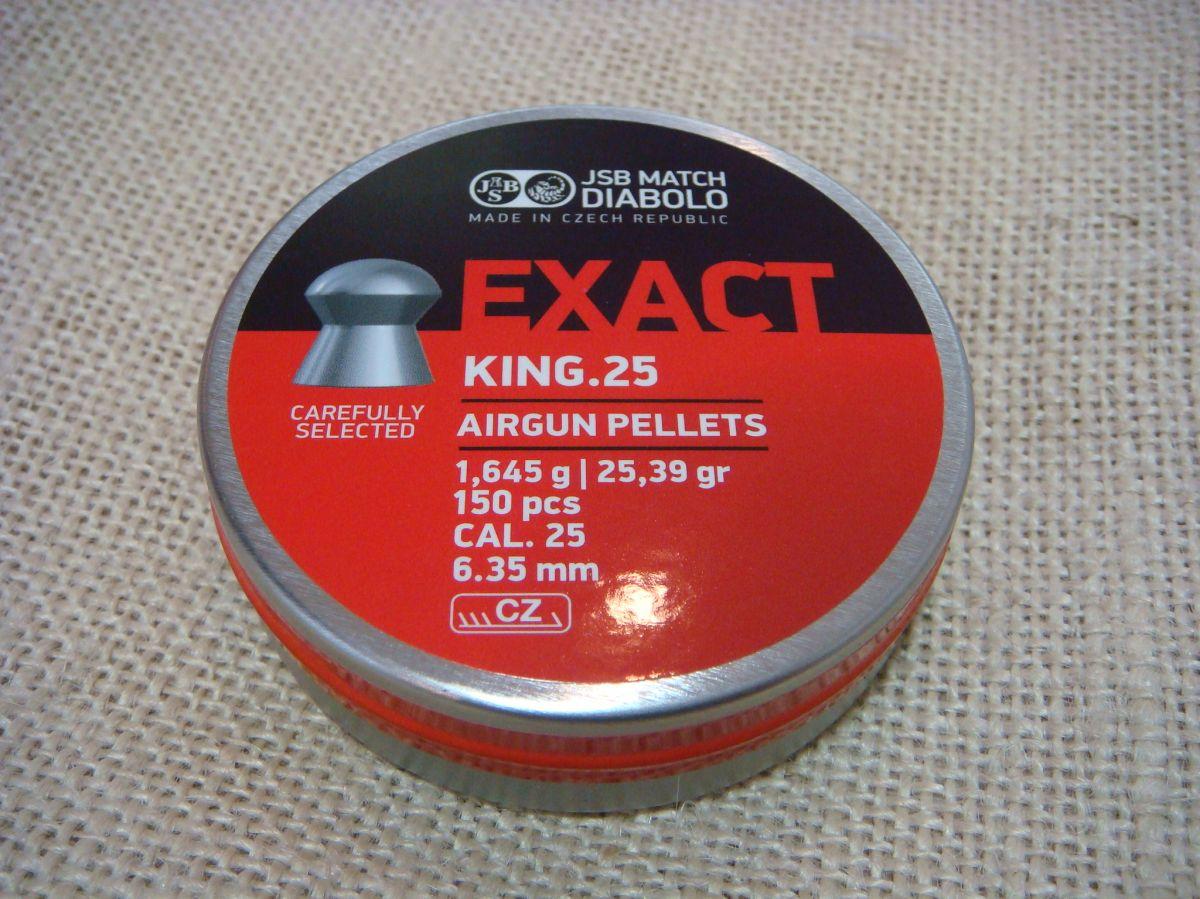 JSB
JSB MATCH
DIABOLO
MADE IN CZECH REPUBLIC
EXACT
KING.25
CAREFULLY
SELECTED
AIRGUN PELLETS
1,645 g | 25,39 gr
150 pcs
CAL. 25
6.35 mm
CZ